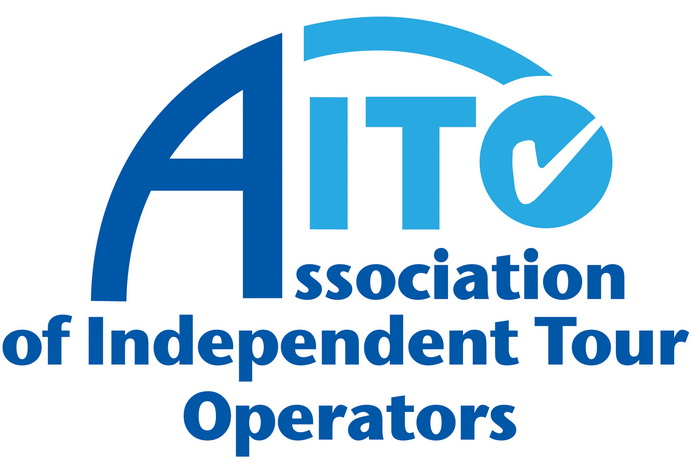 AITO
Association
of Independent Tour
Operators